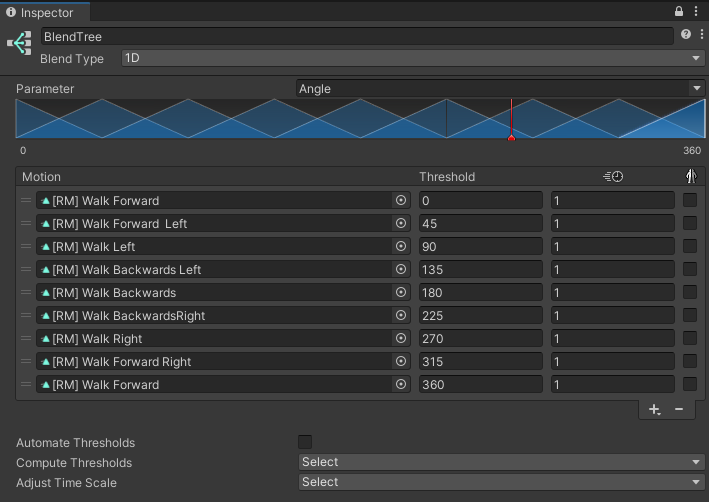 Inspector
BlendTree
Blend Type 1D
Parameter Angle
0 360
Motion Threshold
[RM] Walk Forward 0 1
[RM] Walk Forward  Left 45 1
[RM] Walk Left 90 1
[RM] Walk Backwards Left 135 1
[RM] Walk Backwards 180 1
[RM] Walk BackwardsRight 225 1
[RM] Walk Right 270 1
[RM] Walk Forward Right 315 1
[RM] Walk Forward 360 1
Automate Thresholds
Compute Thresholds Select
Adjust Time Scale Select